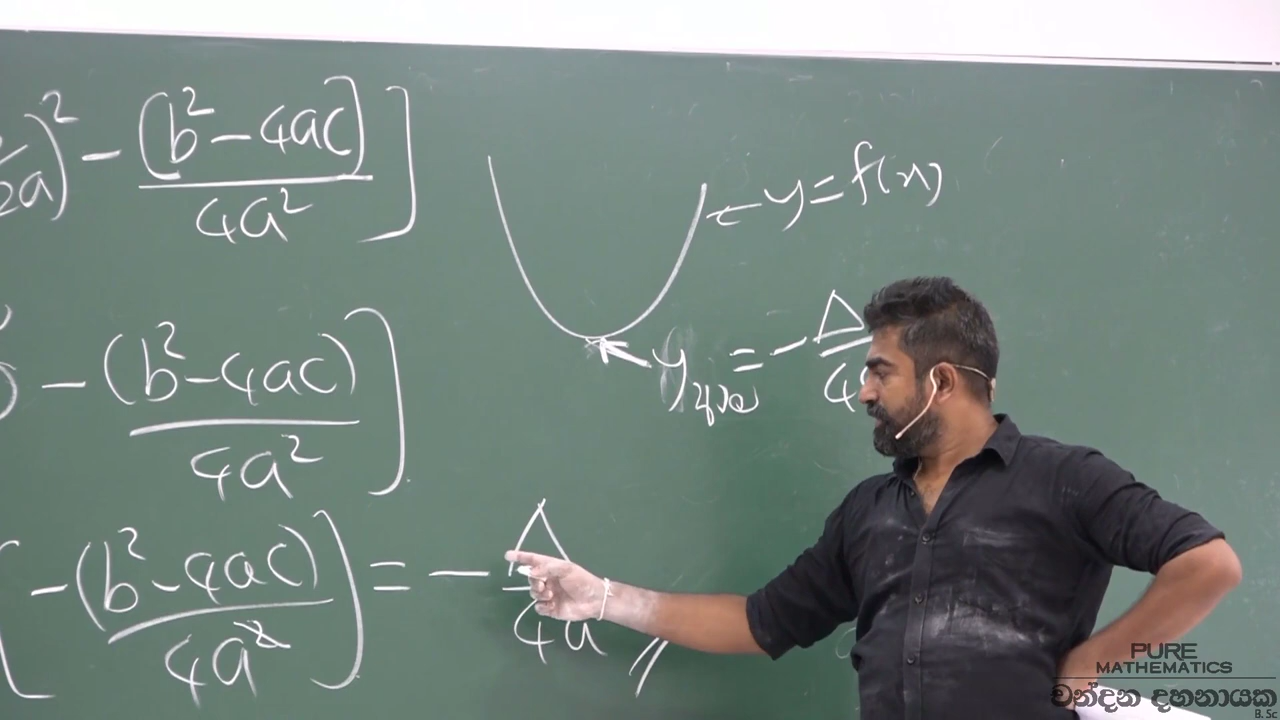 /2a)² - (b² - 4ac) / 4a² ]
y = f(x)
- (b² - 4ac) / 4a² ]
y අවම = - Δ / 4
[ - (b² - 4ac) / 4a² ] = - Δ / 4a //
PURE
MATHEMATICS
චන්දන දහනායක
B. Sc